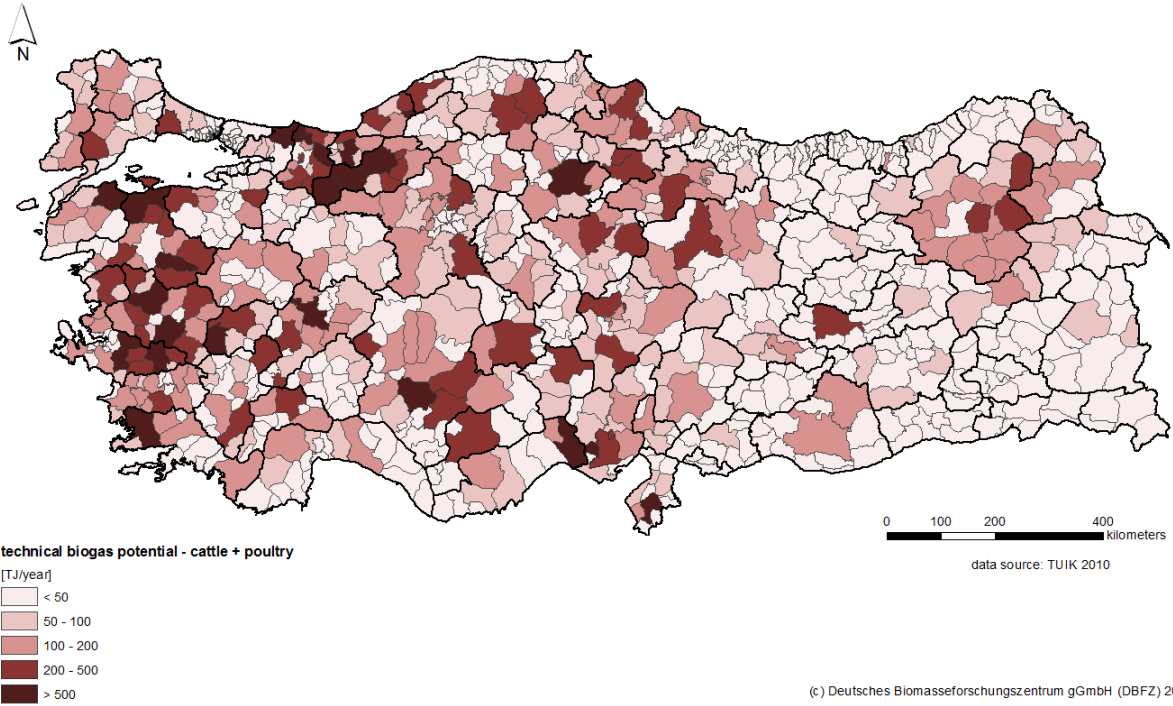 N
0 100 200 400
kilometers
data source: TUIK 2010
technical biogas potential - cattle + poultry
[TJ/year]
< 50
50 - 100
100 - 200
200 - 500
> 500
(c) Deutsches Biomasseforschungszentrum gGmbH (DBFZ)